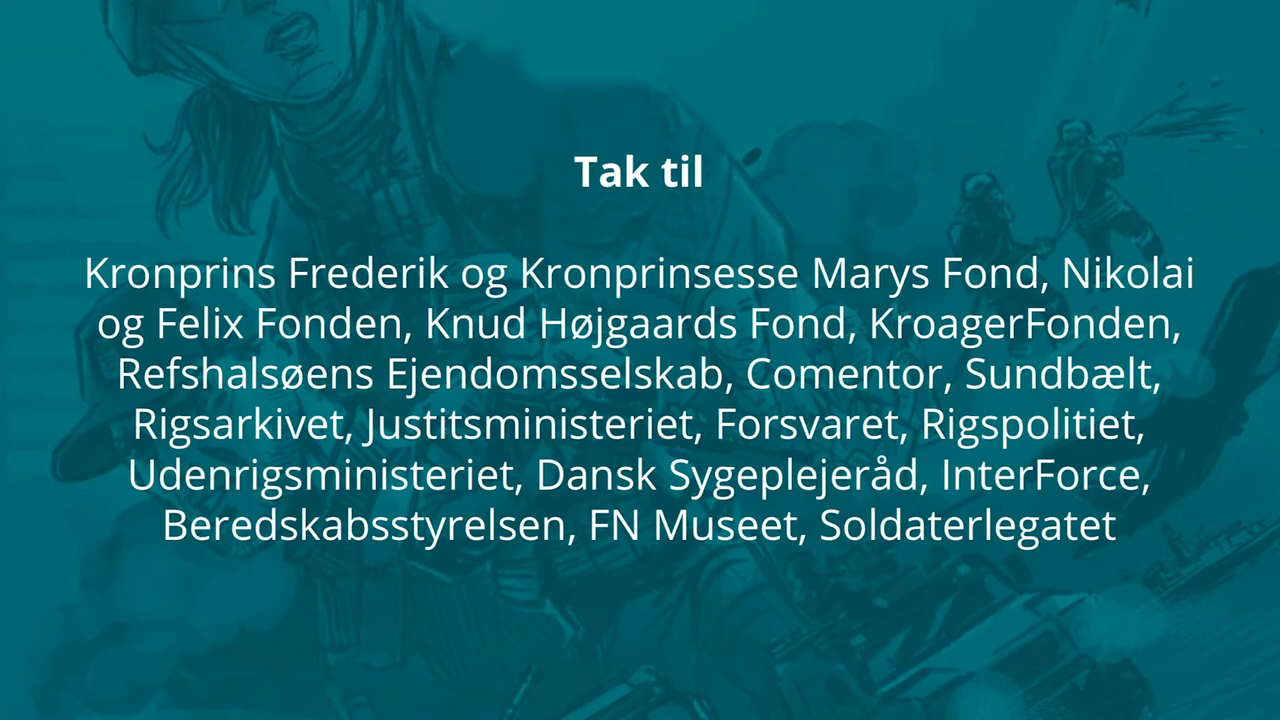 Tak til
Kronprins Frederik og Kronprinsesse Marys Fond, Nikolai
og Felix Fonden, Knud Højgaards Fond, KroagerFonden,
Refshalsøens Ejendomsselskab, Comentor, Sundbælt,
Rigsarkivet, Justitsministeriet, Forsvaret, Rigspolitiet,
Udenrigsministeriet, Dansk Sygeplejeråd, InterForce,
Beredskabsstyrelsen, FN Museet, Soldaterlegatet